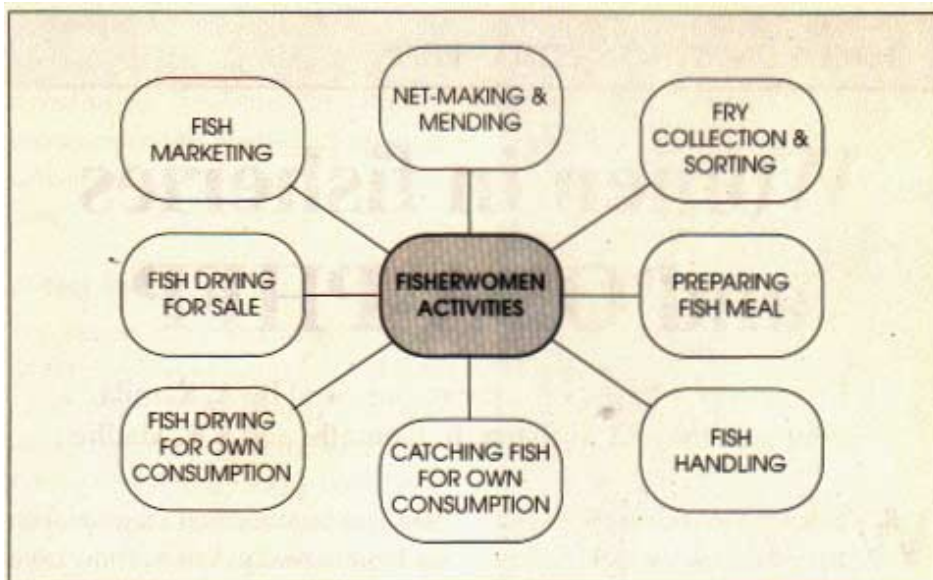 NET-MAKING &
MENDING
FISH
MARKETING
FRY
COLLECTION &
SORTING
FISH DRYING
FOR SALE
FISHERWOMEN
ACTIVITIES
PREPARING
FISH MEAL
FISH DRYING
FOR OWN
CONSUMPTION
CATCHING FISH
FOR OWN
CONSUMPTION
FISH
HANDLING